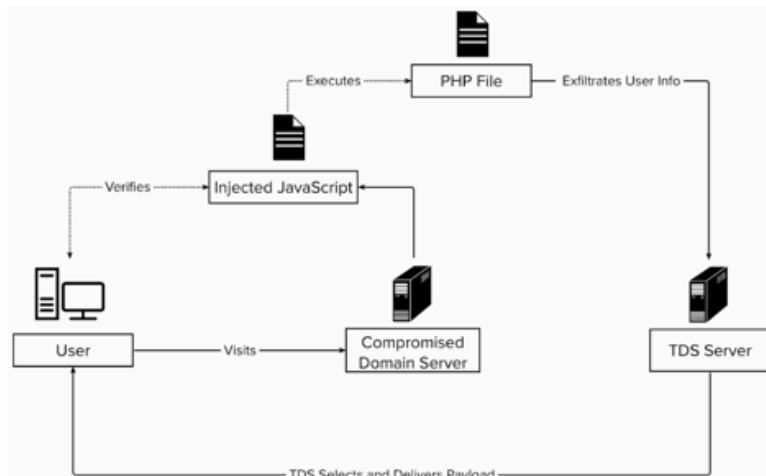 Executes
PHP File
Exfiltrates User Info
Verifies
Injected JavaScript
User
Visits
Compromised
Domain Server
TDS Server
TDS Selects and Delivers Payload